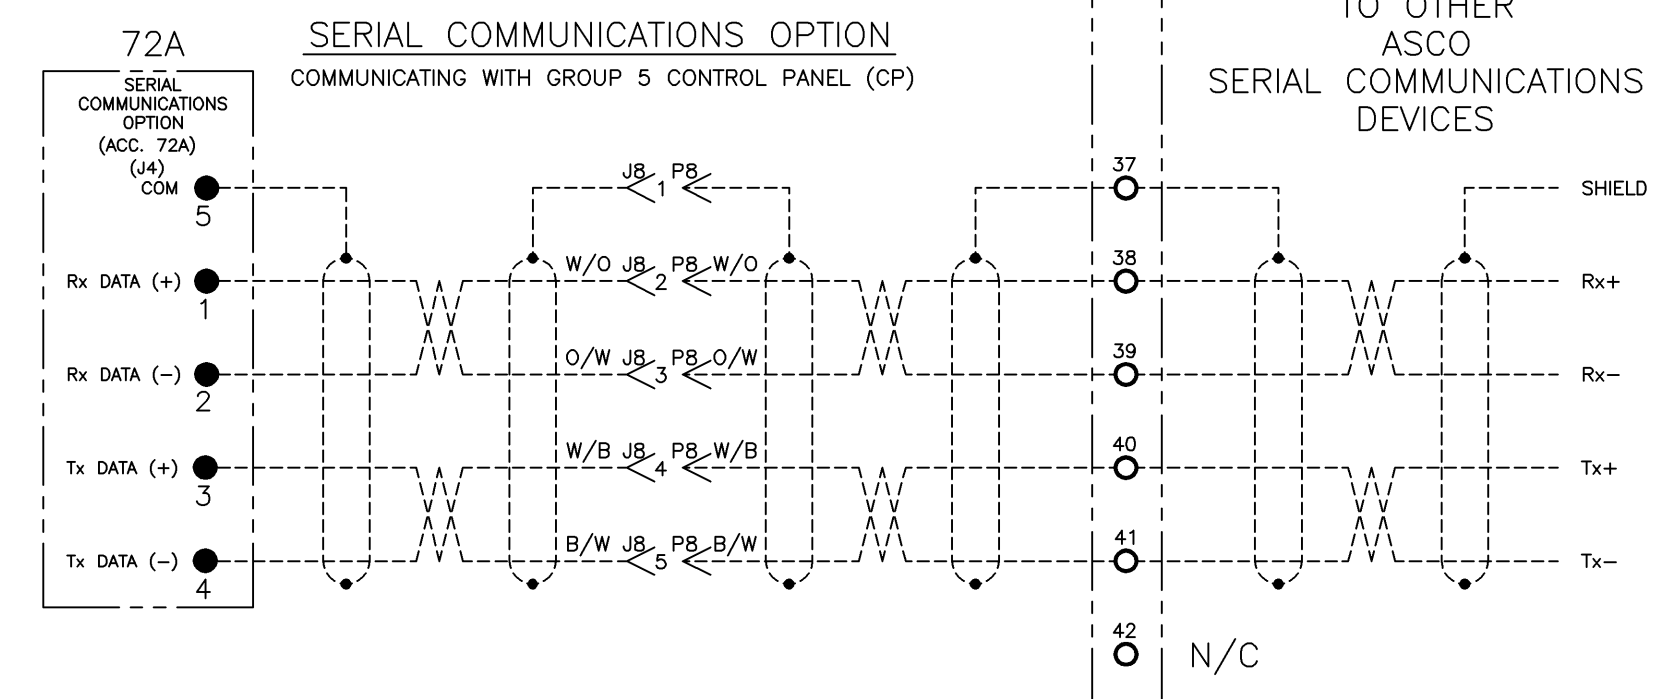 TO OTHER
ASCO
SERIAL COMMUNICATIONS
DEVICES
SERIAL COMMUNICATIONS OPTION
COMMUNICATING WITH GROUP 5 CONTROL PANEL (CP)
72A
SERIAL
COMMUNICATIONS
OPTION
(ACC. 72A)
(J4)
COM
5
J8 1 P8
37
SHIELD
Rx DATA (+)
1
W/O J8 2 P8 W/O
38
Rx+
Rx DATA (-)
2
O/W J8 3 P8 O/W
39
Rx-
Tx DATA (+)
3
W/B J8 4 P8 W/B
40
Tx+
Tx DATA (-)
4
B/W J8 5 P8 B/W
41
Tx-
42
N/C